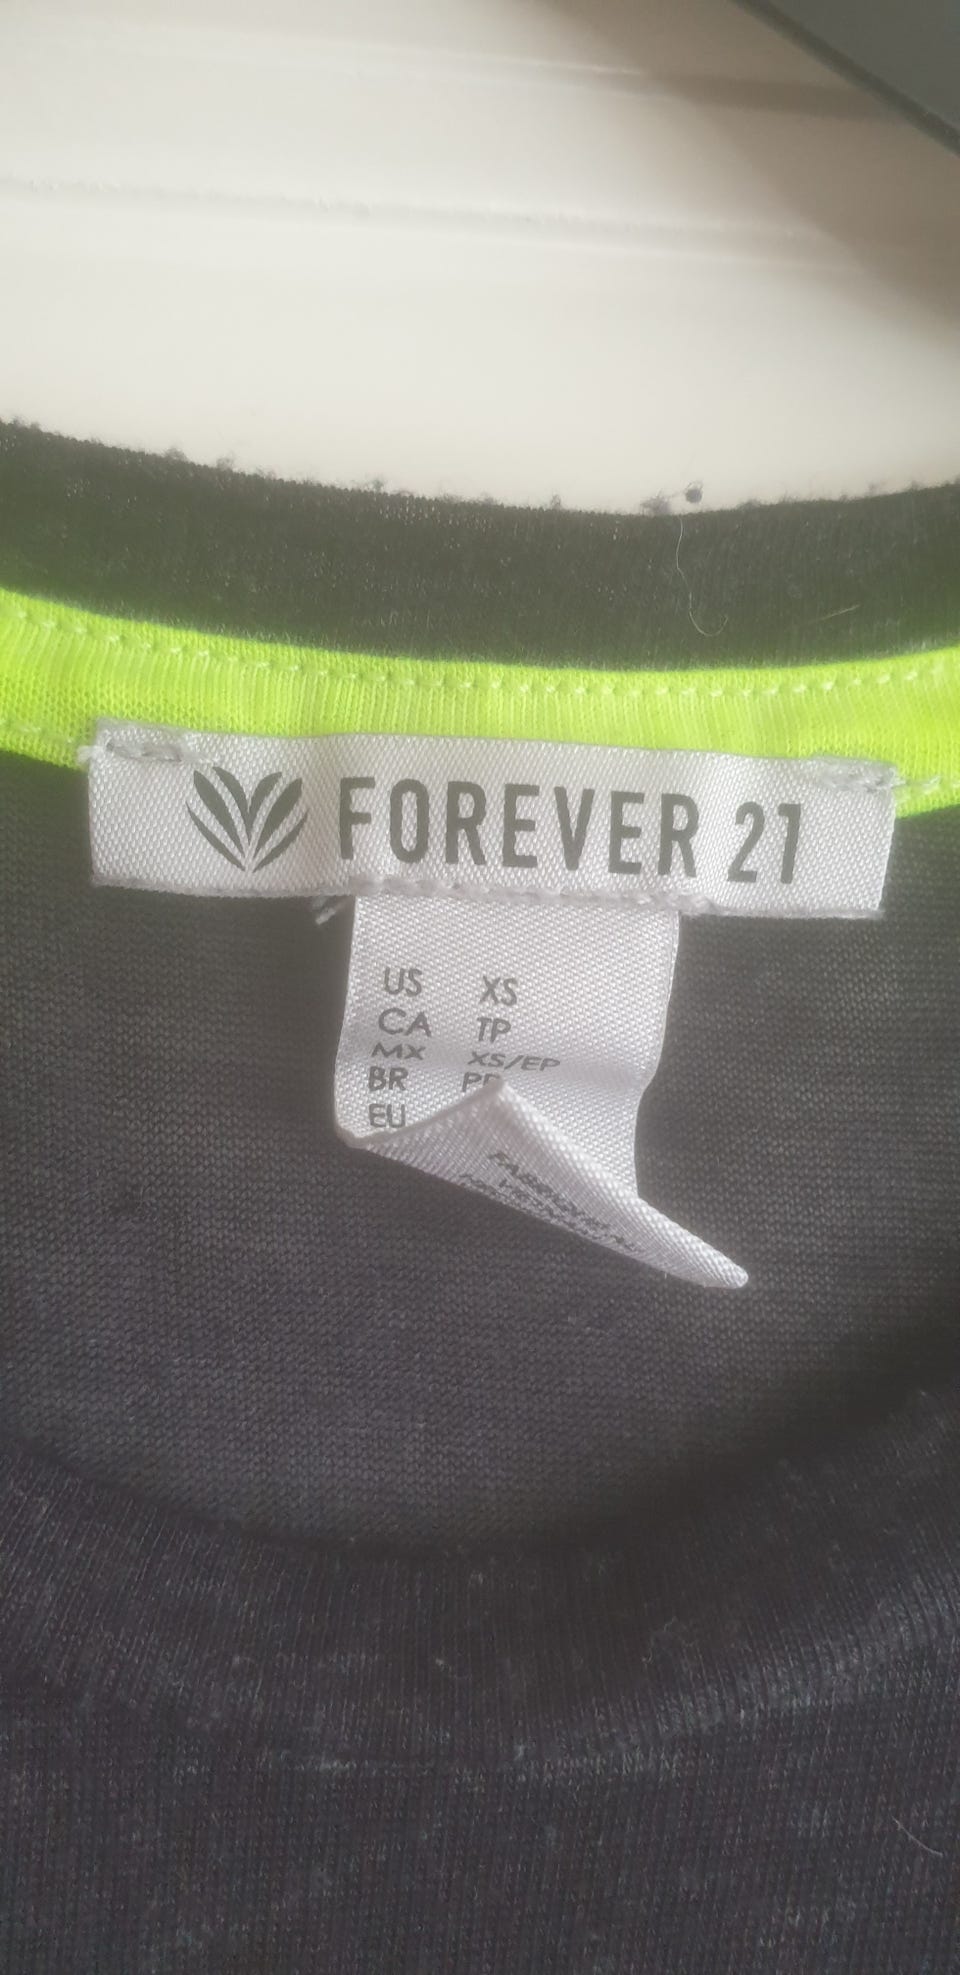 FOREVER 21
US XS
CA TP
MX XS/EP
BR
EU